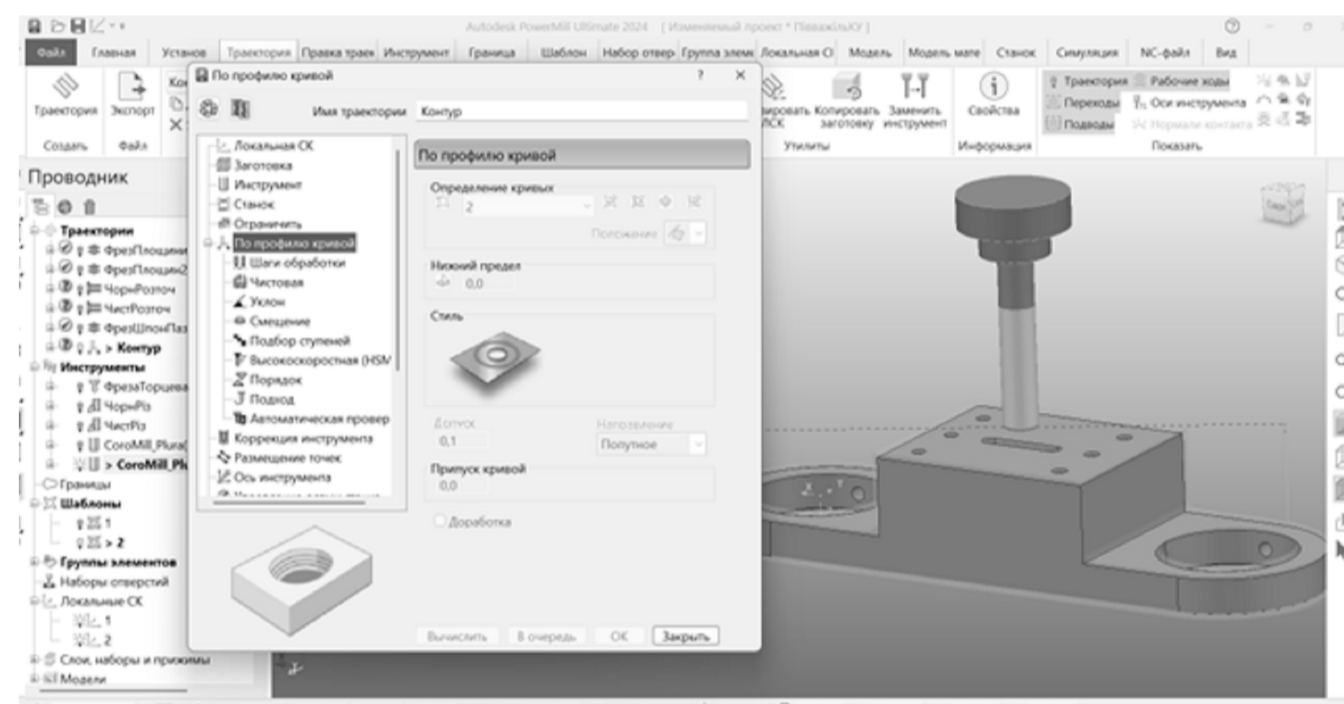 Autodesk PowerMill Ultimate 2024 [ Изменяемый проект * ПівважільКУ ]
Файл Главная Установ Траектория Правка траек Инструмент Граница Шаблон Набор отвер Группа элеме Локальная С Модель Модель мате Станок Симуляция NC-файл Вид
Траектория Экспорт
Создать Файл
Копировать заготовку
Заменить инструмент
Свойства
Траектория Рабочие ходы
Переходы Оси инструмента
Подводы Нормали контакта
Утилиты Информация Показать
По профилю кривой ? ×
Имя траектории Контур
Локальная СК
Заготовка
Инструмент
Станок
Ограничить
По профилю кривой
Шаги обработки
Чистовая
Уклон
Смещение
Подбор ступеней
Высокоскоростная (HSM
Порядок
Подход
Автоматическая провер
Коррекция инструмента
Размещение точек
Ось инструмента
По профилю кривой
Определение кривых
2
Положение
Нижний предел
0,0
Стиль
Допуск Направление
0,1 Попутное
Припуск кривой
0,0
Доработка
Вычислить В очередь ОК Закрыть
Проводник
Траектории
ФрезПлощини
ФрезПлощин2
ЧорнРозточ
ЧистРозточ
ФрезШпонПаз
> Контур
Инструменты
ФрезаТорцева
ЧорнРіз
ЧистРіз
CoroMill_Plura(
> CoroMill_Plu
Границы
Шаблоны
1
> 2
Группы элементов
Наборы отверстий
Локальные СК
1
2
Слои, наборы и прижимы
Модели